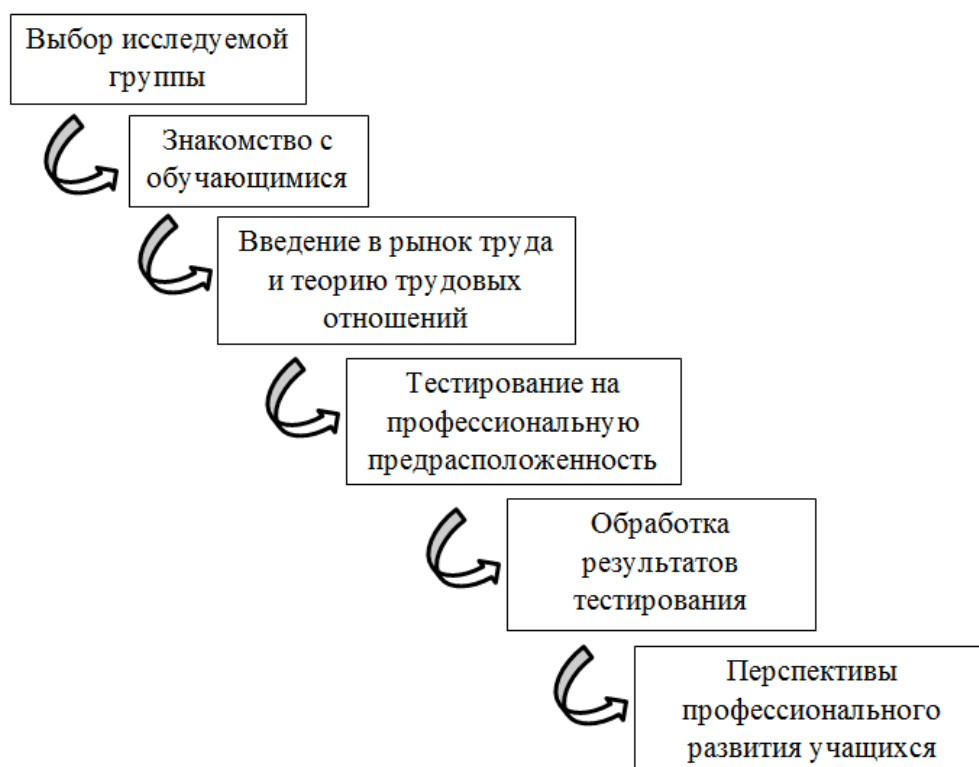 Выбор исследуемой
группы
Знакомство с
обучающимися
Введение в рынок труда
и теорию трудовых
отношений
Тестирование на
профессиональную
предрасположенность
Обработка
результатов
тестирования
Перспективы
профессионального
развития учащихся